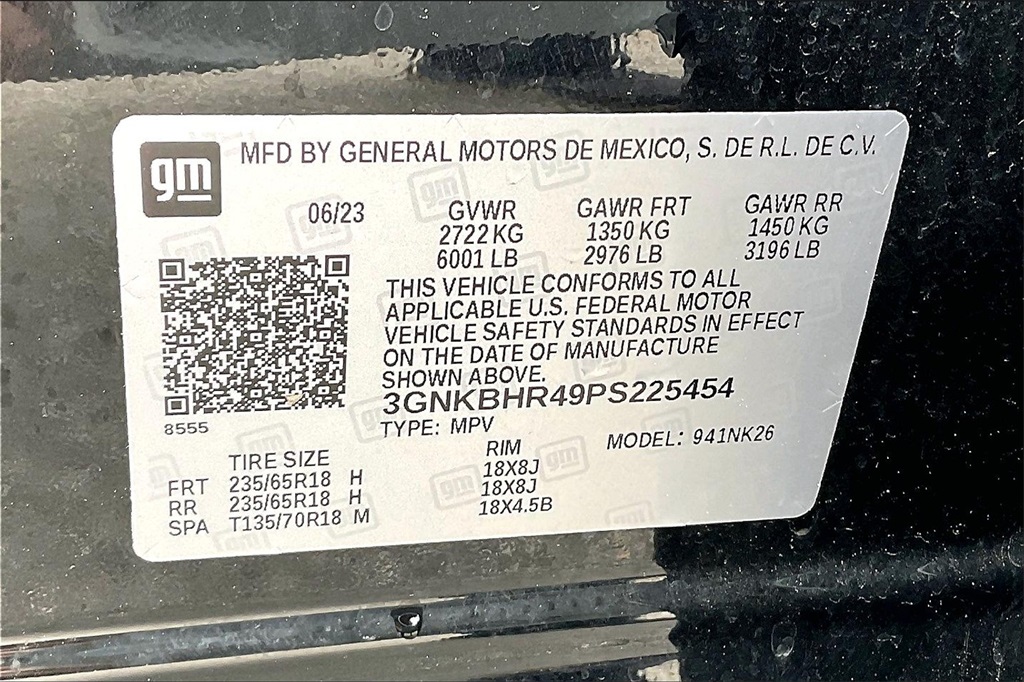 gm MFD BY GENERAL MOTORS DE MEXICO, S. DE R.L. DE C.V.
06/23 GVWR GAWR FRT GAWR RR
2722 KG 1350 KG 1450 KG
6001 LB 2976 LB 3196 LB
THIS VEHICLE CONFORMS TO ALL
APPLICABLE U.S. FEDERAL MOTOR
VEHICLE SAFETY STANDARDS IN EFFECT
ON THE DATE OF MANUFACTURE
SHOWN ABOVE.
3GNKBHR49PS225454
8555
TYPE: MPV MODEL: 941NK26
TIRE SIZE RIM
FRT 235/65R18 H 18X8J
RR 235/65R18 H 18X8J
SPA T135/70R18 M 18X4.5B